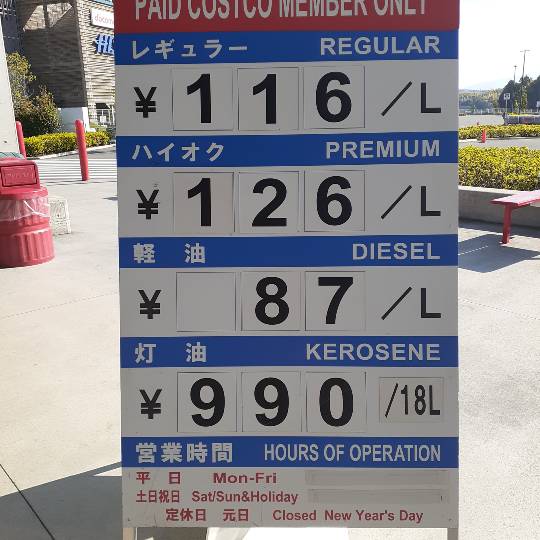 PAID COSTCO MEMBER ONLY
レギュラー REGULAR
¥116/L
ハイオク PREMIUM
¥126/L
軽油 DIESEL
¥87/L
灯油 KEROSENE
¥990/18L
営業時間 HOURS OF OPERATION
平日 Mon-Fri
土日祝日 Sat/Sun&Holiday
定休日 元日 Closed New Year's Day